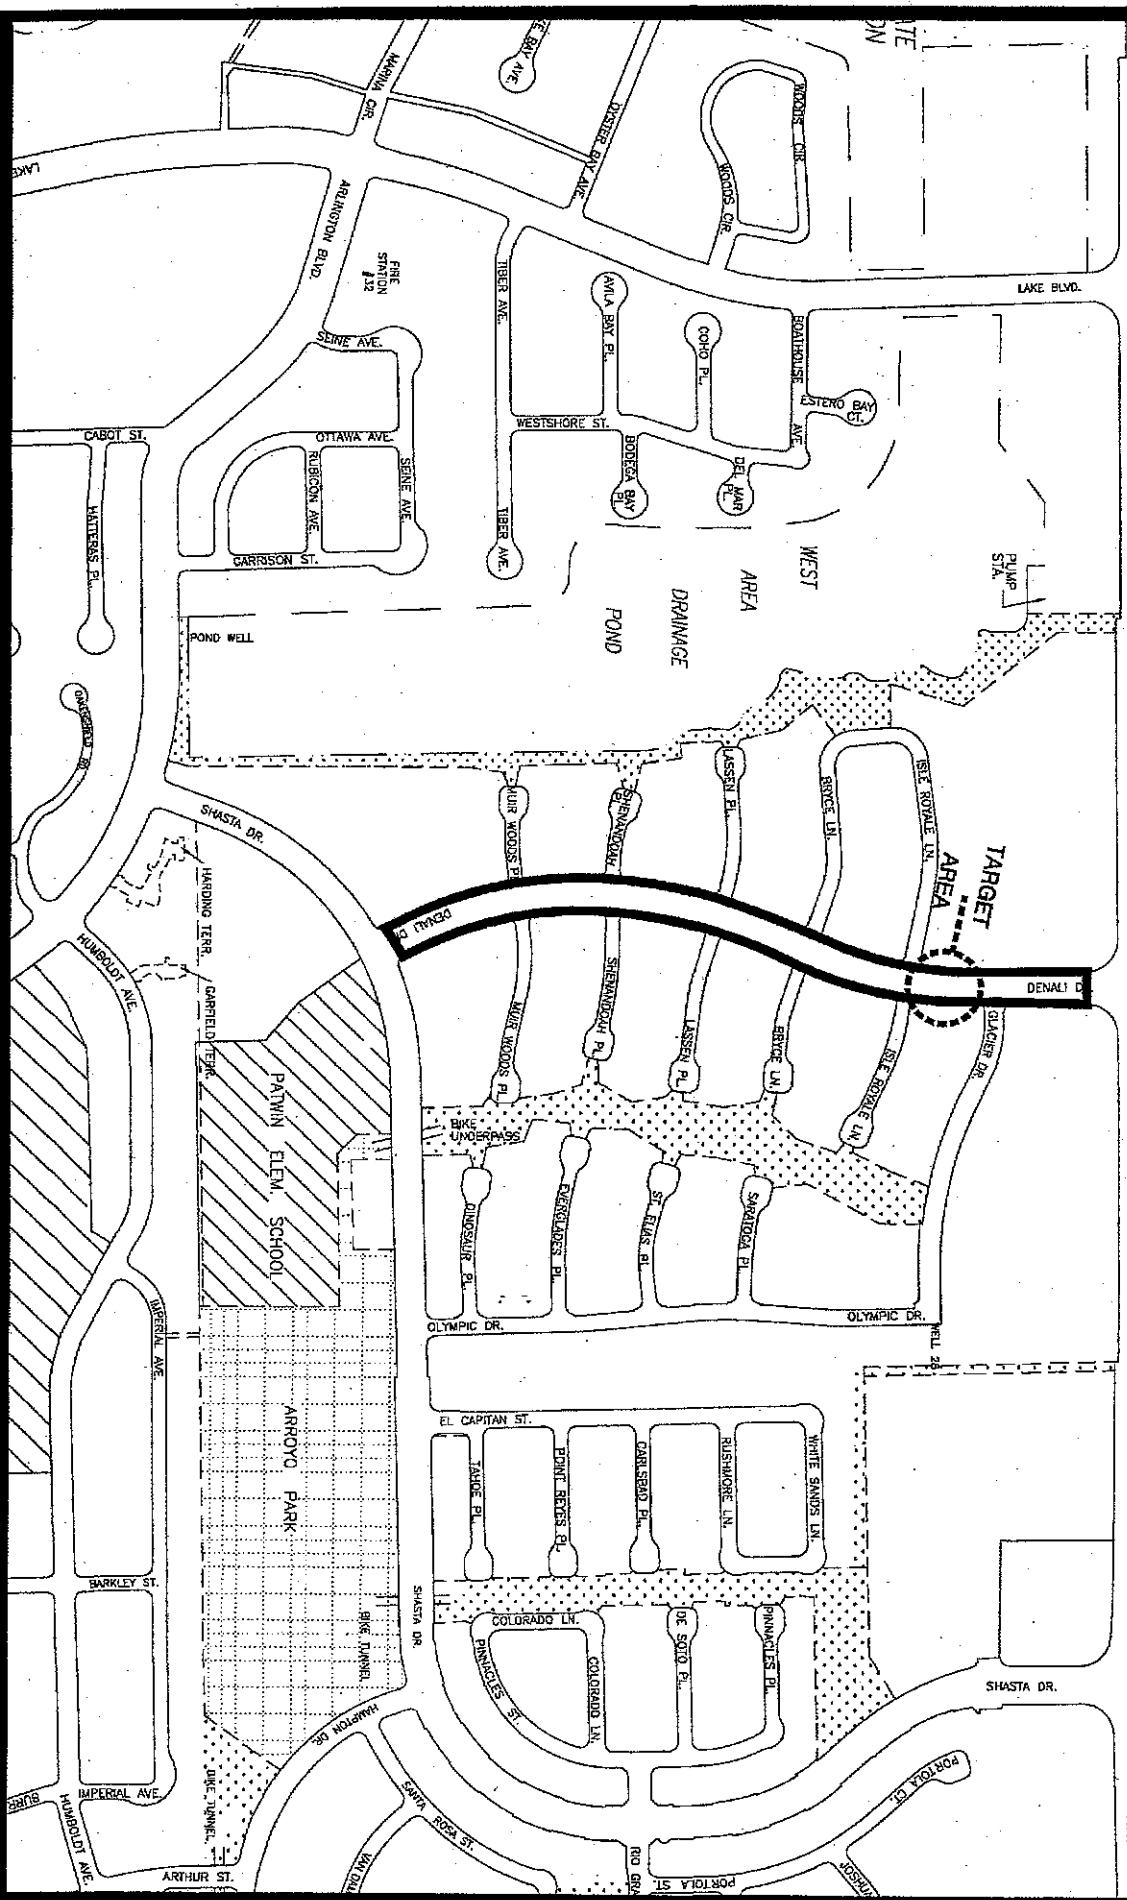 MARINA CIR.
E BAY AVE.
OYSTER BAY AVE.
WOODS CIR.
WOODS CIR.
LAKE
ARLINGTON BLVD.
FIRE
STATION
#32
TIBER AVE.
AVILA BAY PL.
COHO PL.
BOATHOUSE
AVE.
ESTERO BAY
CT.
LAKE BLVD.
SEINE AVE.
WESTSHORE ST.
BODEGA BAY
PL.
DEL MAR
PL.
CABOT ST.
OTTAWA AVE.
RUBICON AVE.
SEINE AVE.
TIBER AVE.
HATTERAS PL.
GARRISON ST.
WEST
AREA
DRAINAGE
POND
PUMP
STA.
POND WELL
SHASTA DR.
MUIR WOODS PL.
SHENANDOAH
PL.
LASSEN PL.
BRYCE LN.
ISLE ROYALE LN.
TARGET
AREA
HARDING TERR.
GARFIELD TERR.
HUMBOLDT AVE.
DENALI DR.
DENALI D
GLACIER DR.
MUIR WOODS PL.
SHENANDOAH PL.
LASSEN PL.
BRYCE LN.
ISLE ROYALE LN.
PATWIN ELEM. SCHOOL
BIKE
UNDERPASS
DINOSAUR PL.
EVERGLADES PL.
ST. ELIAS PL.
SARATOGA PL.
OLYMPIC DR.
OLYMPIC DR.
IMPERIAL AVE.
ARROYO PARK
EL CAPITAN ST.
TAHOE PL.
POINT REYES PL.
CARLSBAD PL.
RUSHMORE LN.
WHITE SANDS LN.
BARKLEY ST.
BIKE TUNNEL
SHASTA DR.
COLORADO LN.
PINNACLES ST.
COLORADO LN.
DE SOTO PL.
PINNACLES PL.
SHASTA DR.
HAMPTON DR.
BIKE TUNNEL
IMPERIAL AVE.
HUMBOLDT AVE.
SANTA ROSA ST.
ARTHUR ST.
RIO GRA
PORTOLA ST.
PORTOLA CT.